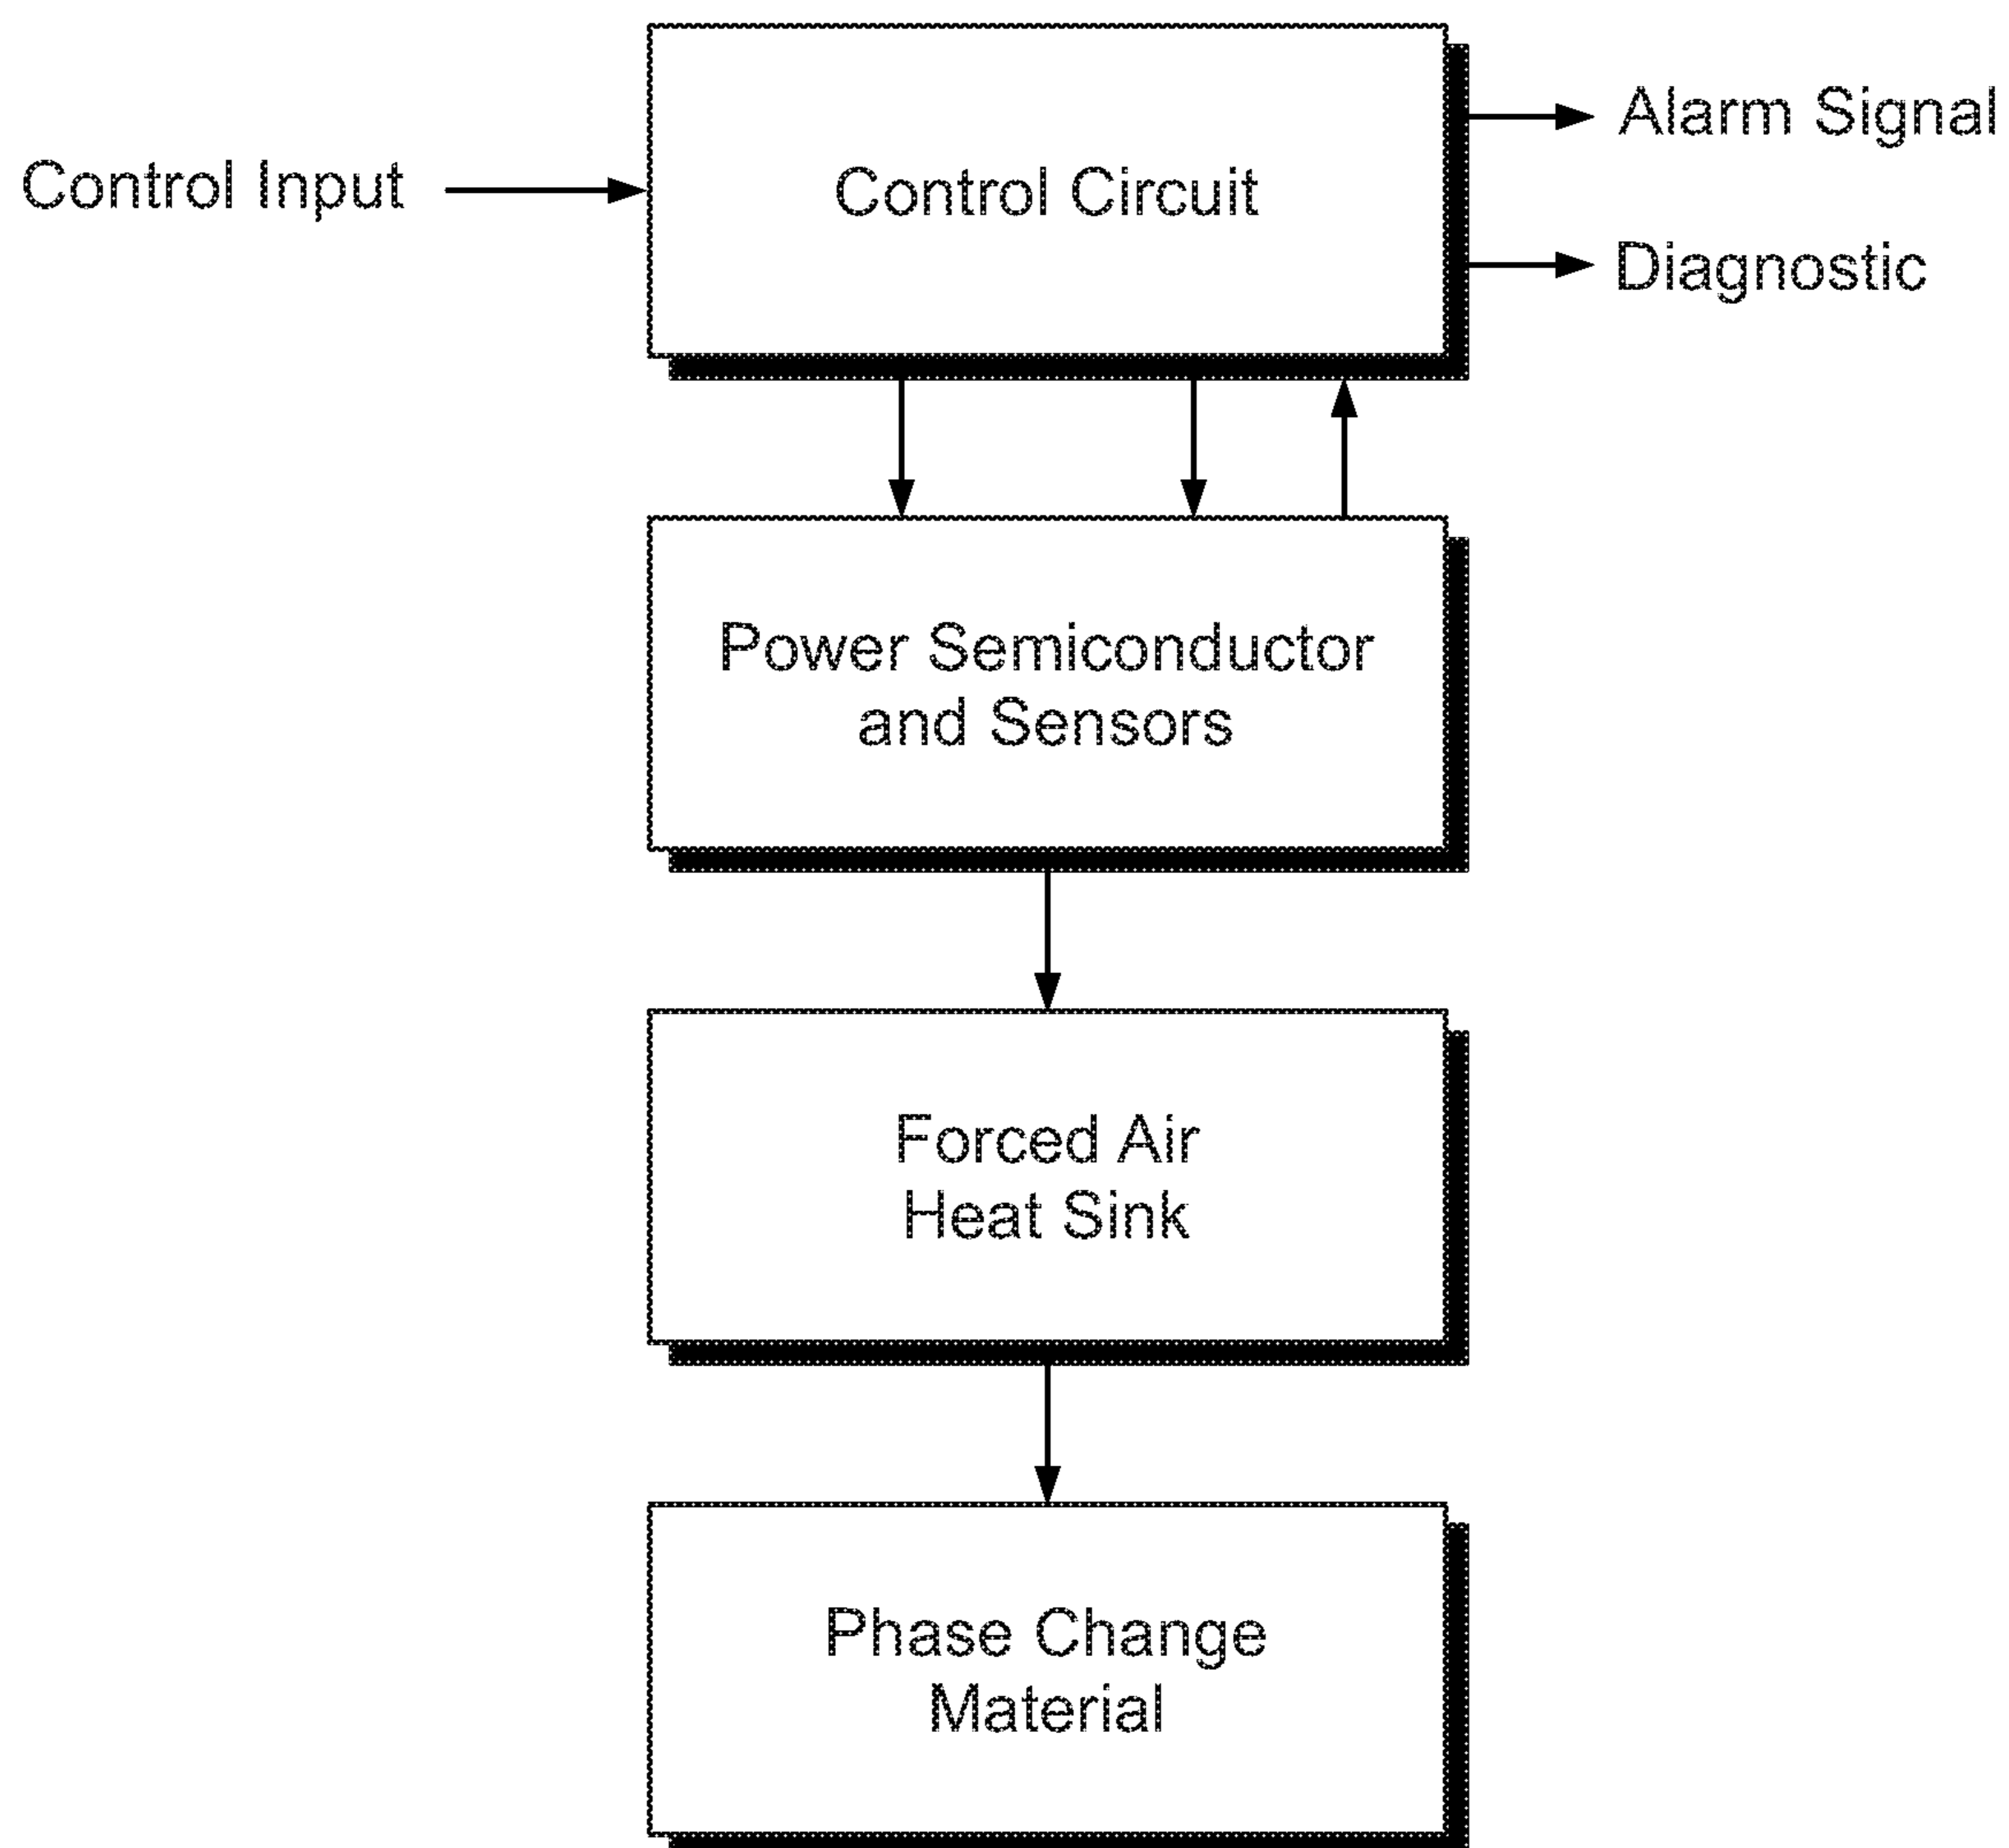 Control Input
Control Circuit
Alarm Signal
Diagnostic
Power Semiconductor
and Sensors
Forced Air
Heat Sink
Phase Change
Material